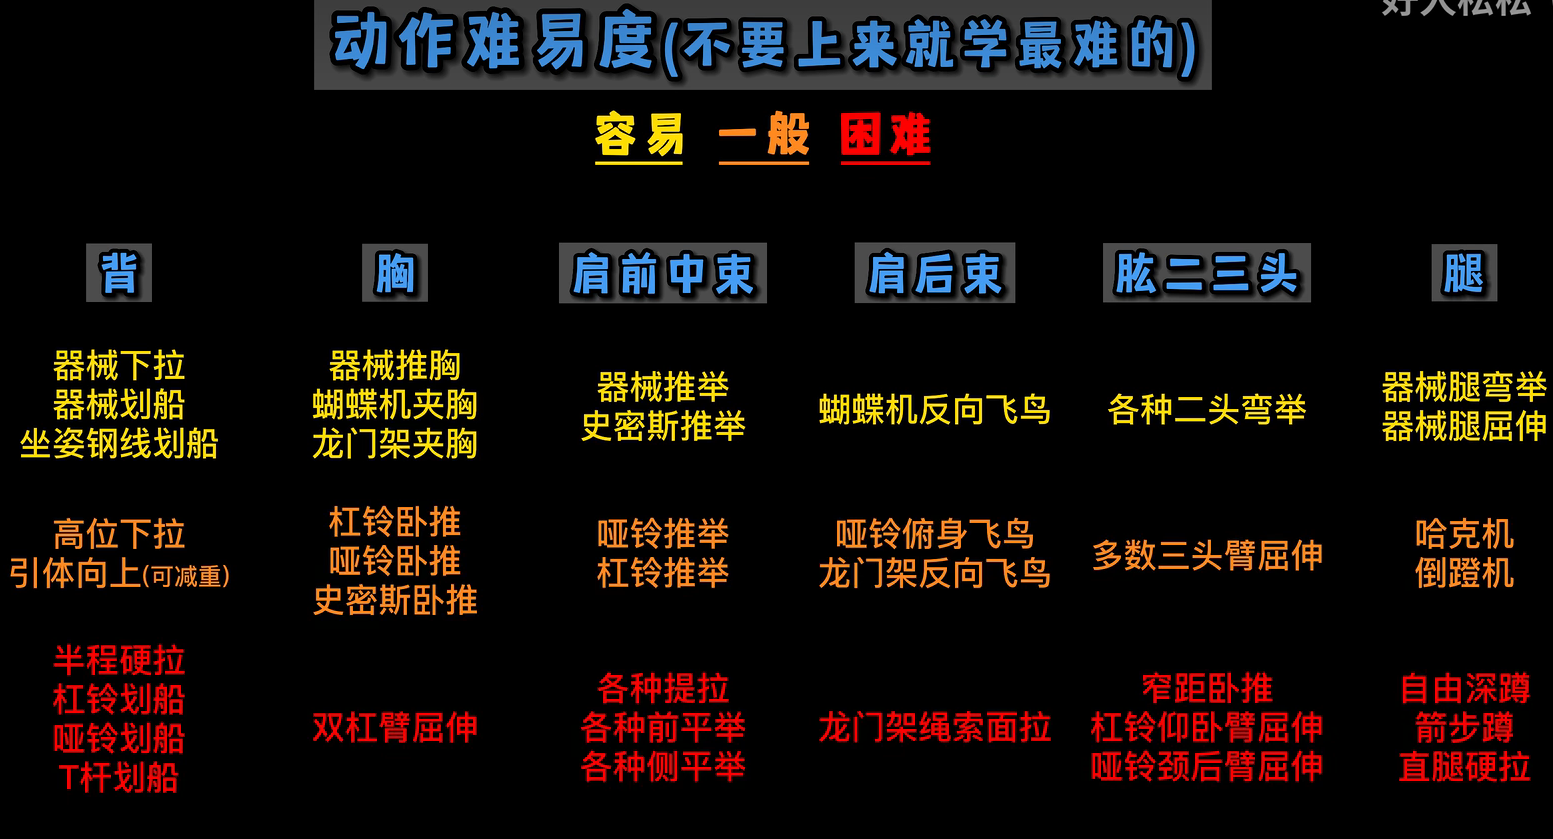 好人松松
动作难易度(不要上来就学最难的)
容易 一般 困难
背
器械下拉
器械划船
坐姿钢线划船
高位下拉
引体向上(可减重)
半程硬拉
杠铃划船
哑铃划船
T杆划船
胸
器械推胸
蝴蝶机夹胸
龙门架夹胸
杠铃卧推
哑铃卧推
史密斯卧推
双杠臂屈伸
肩前中束
器械推举
史密斯推举
哑铃推举
杠铃推举
各种提拉
各种前平举
各种侧平举
肩后束
蝴蝶机反向飞鸟
哑铃俯身飞鸟
龙门架反向飞鸟
龙门架绳索面拉
肱二三头
各种二头弯举
多数三头臂屈伸
窄距卧推
杠铃仰卧臂屈伸
哑铃颈后臂屈伸
腿
器械腿弯举
器械腿屈伸
哈克机
倒蹬机
自由深蹲
箭步蹲
直腿硬拉